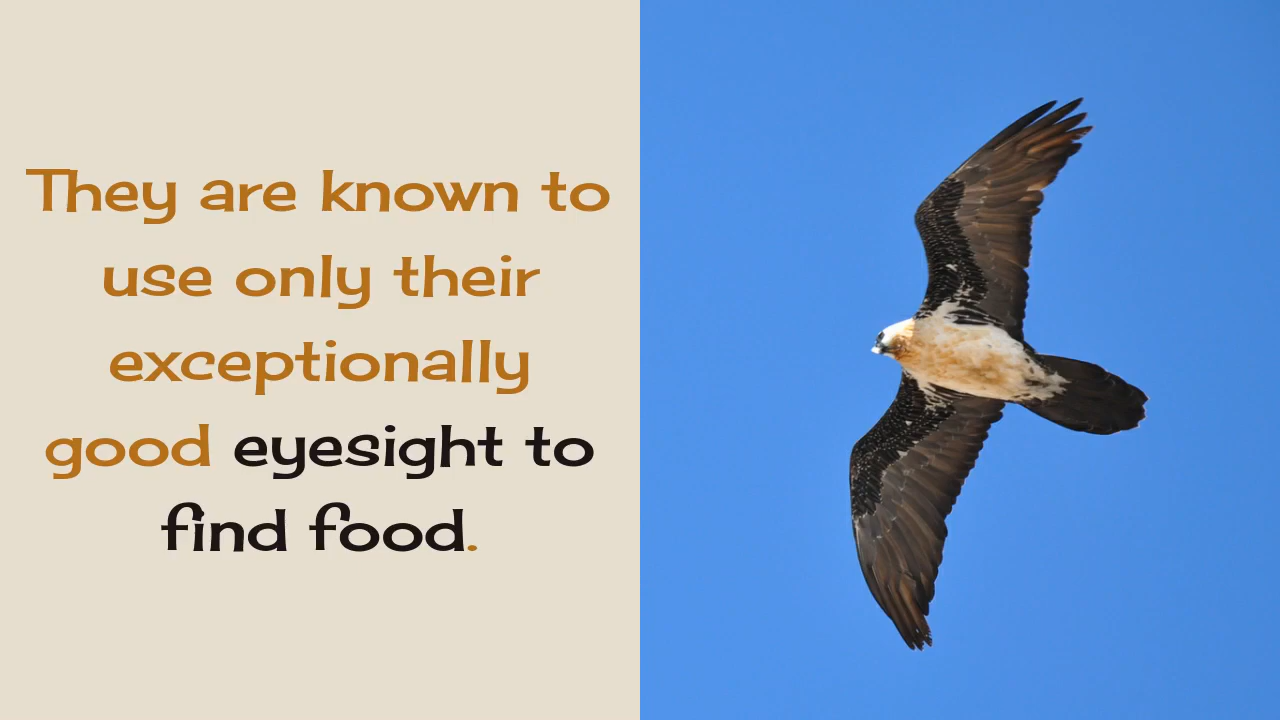 They are known to
use only their
exceptionally
good eyesight to
find food.